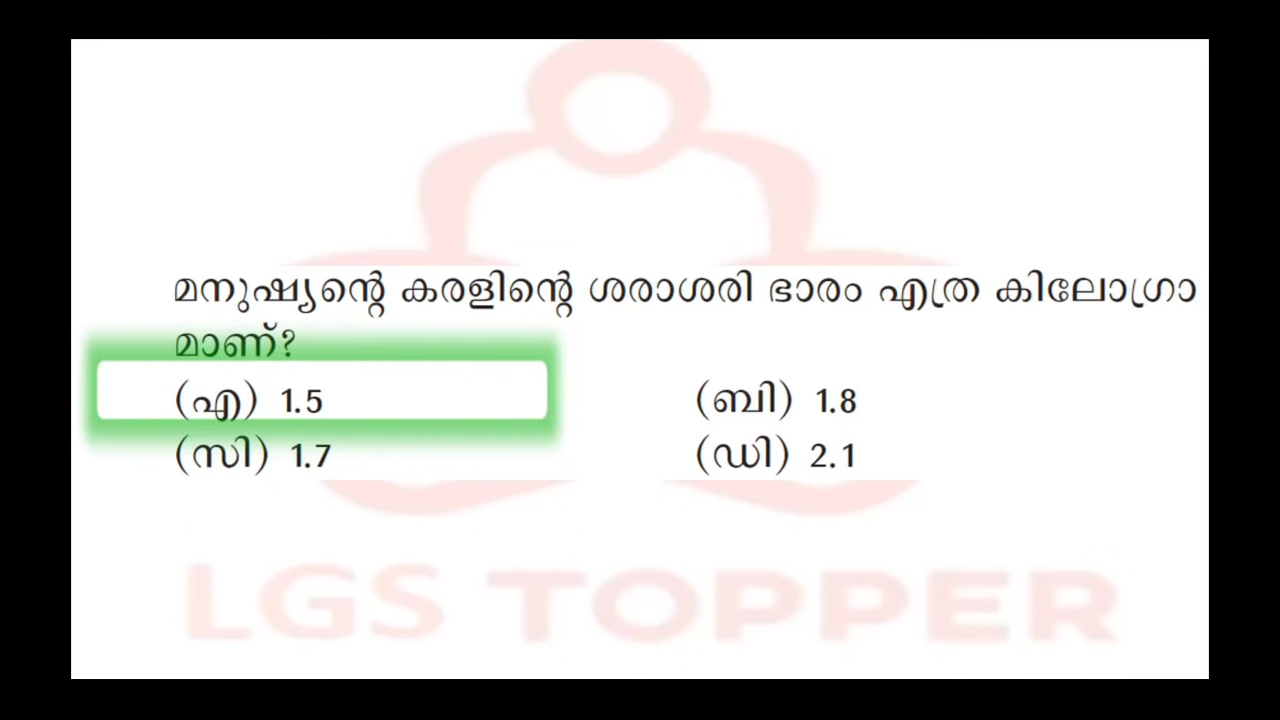 മനുഷ്യന്റെ കരളിന്റെ ശരാശരി ഭാരം എത്ര കിലോഗ്രാ
മാണ്?
(എ) 1.5 (ബി) 1.8
(സി) 1.7 (ഡി) 2.1
LGS TOPPER